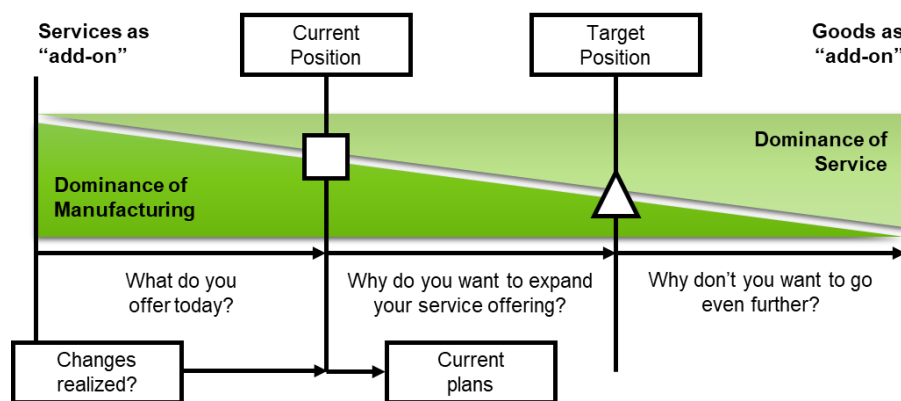 Services as
“add-on”
Current
Position
Target
Position
Goods as
“add-on”
Dominance of
Service
Dominance of
Manufacturing
What do you
offer today?
Why do you want to expand
your service offering?
Why don’t you want to go
even further?
Changes
realized?
Current
plans